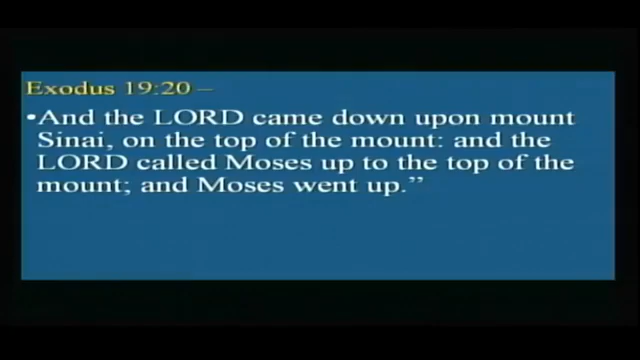 Exodus 19:20 –
•And the LORD came down upon mount
Sinai, on the top of the mount: and the
LORD called Moses up to the top of the
mount; and Moses went up.”